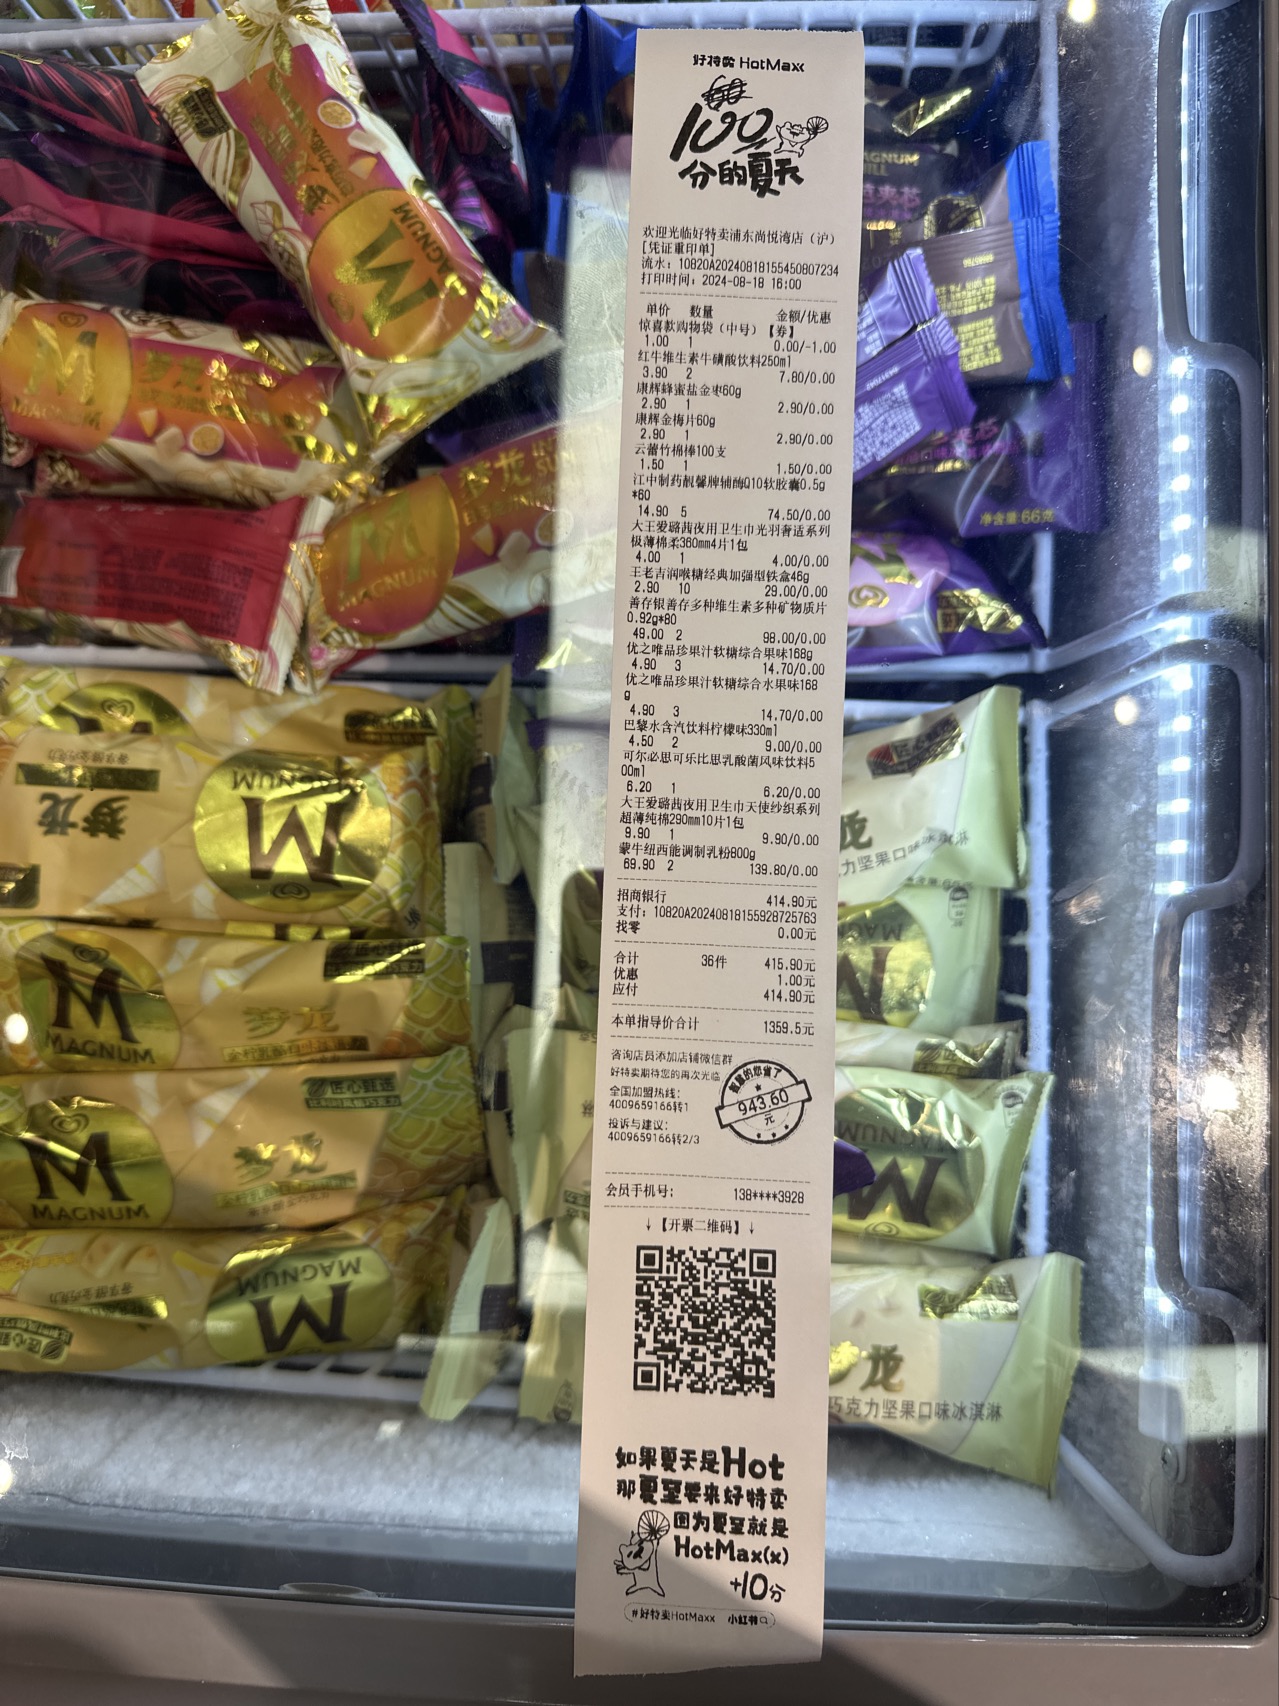 好特卖 HotMaxx
60
100
分的夏天
欢迎光临好特卖浦东尚悦湾店（沪）
[凭证重印单]
流水：10820A20240818155450807234
打印时间：2024-08-18 16:00
单价 数量 金额/优惠
惊喜款购物袋（中号）【券】
1.00 1 0.00/-1.00
红牛维生素牛磺酸饮料250ml
3.90 2 7.80/0.00
康辉蜂蜜盐金枣60g
2.90 1 2.90/0.00
康辉金梅片60g
2.90 1 2.90/0.00
云蕾竹棉棒100支
1.50 1 1.50/0.00
江中制药靓馨牌辅酶Q10软胶囊0.5g
*60
14.90 5 74.50/0.00
大王爱璐茜夜用卫生巾光羽奢适系列
极薄棉柔360mm4片1包
4.00 1 4.00/0.00
王老吉润喉糖经典加强型铁盒46g
2.90 10 29.00/0.00
善存银善存多种维生素多种矿物质片
0.92g*80
49.00 2 98.00/0.00
优之唯品珍果汁软糖综合果味168g
4.90 3 14.70/0.00
优之唯品珍果汁软糖综合水果味168
g
4.90 3 14.70/0.00
巴黎水含汽饮料柠檬味330ml
4.50 2 9.00/0.00
可尔必思可乐比思乳酸菌风味饮料5
00ml
6.20 1 6.20/0.00
大王爱璐茜夜用卫生巾天使纱织系列
超薄纯棉290mm10片1包
9.90 1 9.90/0.00
蒙牛纽西能调制乳粉800g
69.90 2 139.80/0.00
招商银行 414.90元
支付：10820A20240818155928725763
找零 0.00元
合计 36件 415.90元
优惠 1.00元
应付 414.90元
本单指导价合计 1359.5元
咨询店员添加店铺微信群
好特卖期待您的再次光临
全国加盟热线：
4009659166转1
投诉与建议：
4009659166转2/3
943.60
元
会员手机号： 138****3928
↓【开票二维码】↓
如果夏天是Hot
那夏至要来好特卖
因为夏至就是
HotMax(x)
+10分
#好特卖HotMaxx 小红书
MAGNUM
MAGNUM
梦龙
MAGNUM
梦龙
MAGNUM
梦龙
MAGNUM
梦龙
匠心甄选
MAGNUM
梦龙
MAGNUM
净含量:66克
力坚果口味冰淇淋
MAGNUM
龙
巧克力坚果口味冰淇淋